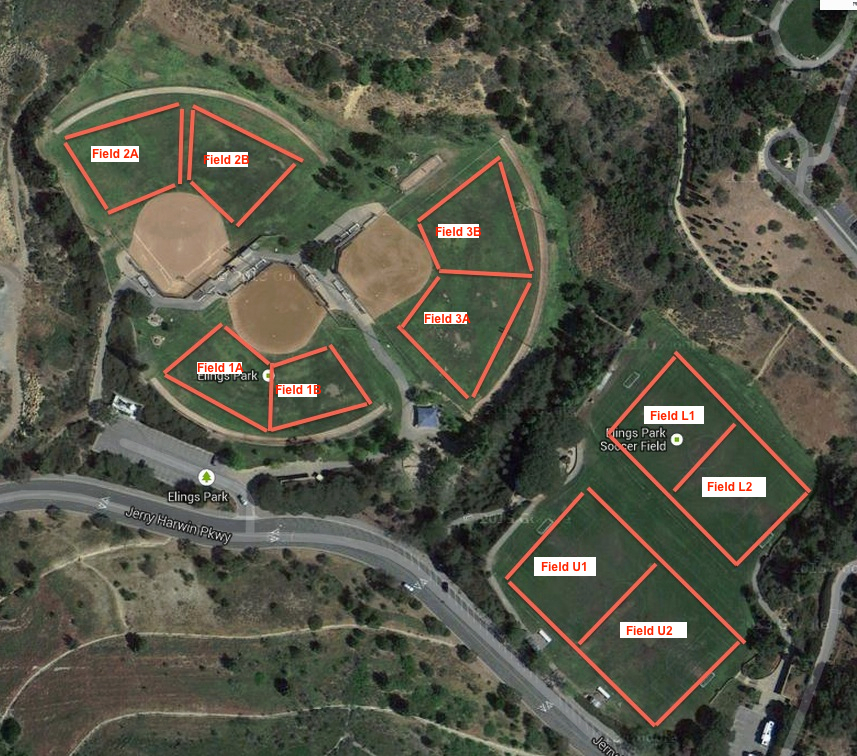 Field 2A
Field 2B
Field 3B
Field 3A
Field 1A
Elings Park
Field 1B
Field L1
Elings Park
Soccer Field
Field L2
Elings Park
Jerry Harwin Pkwy
Field U1
Field U2
Jerry